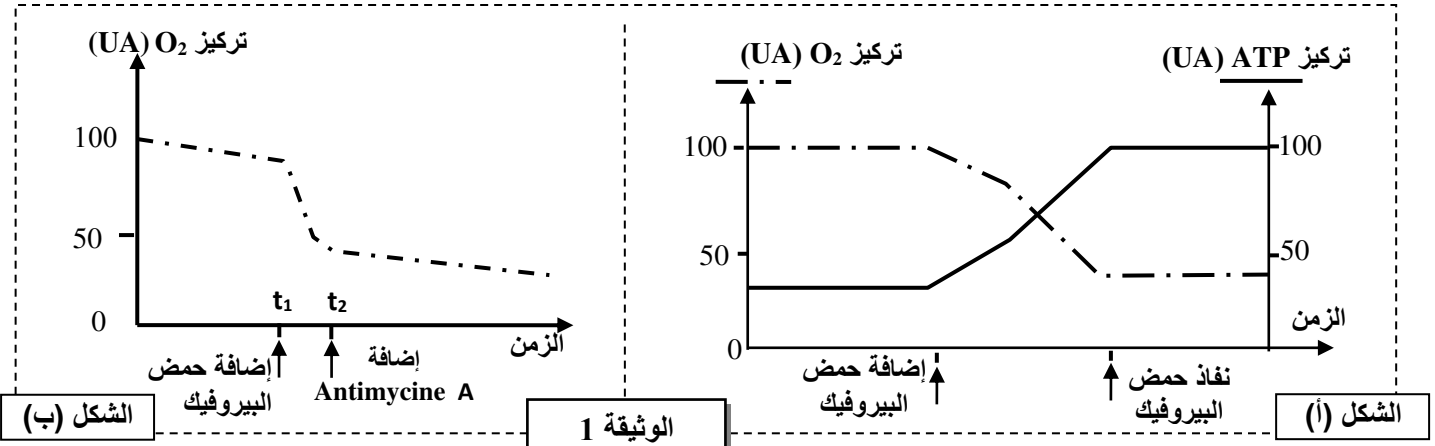 تركيز ATP (UA)
تركيز O₂ (UA)
100
50
100
50
0
الزمن
إضافة حمض
البيروفيك
نفاذ حمض
البيروفيك
الشكل (أ)
تركيز O₂ (UA)
100
50
0
t₁
t₂
الزمن
إضافة حمض
البيروفيك
إضافة
Antimycine A
الشكل (ب)
الوثيقة 1